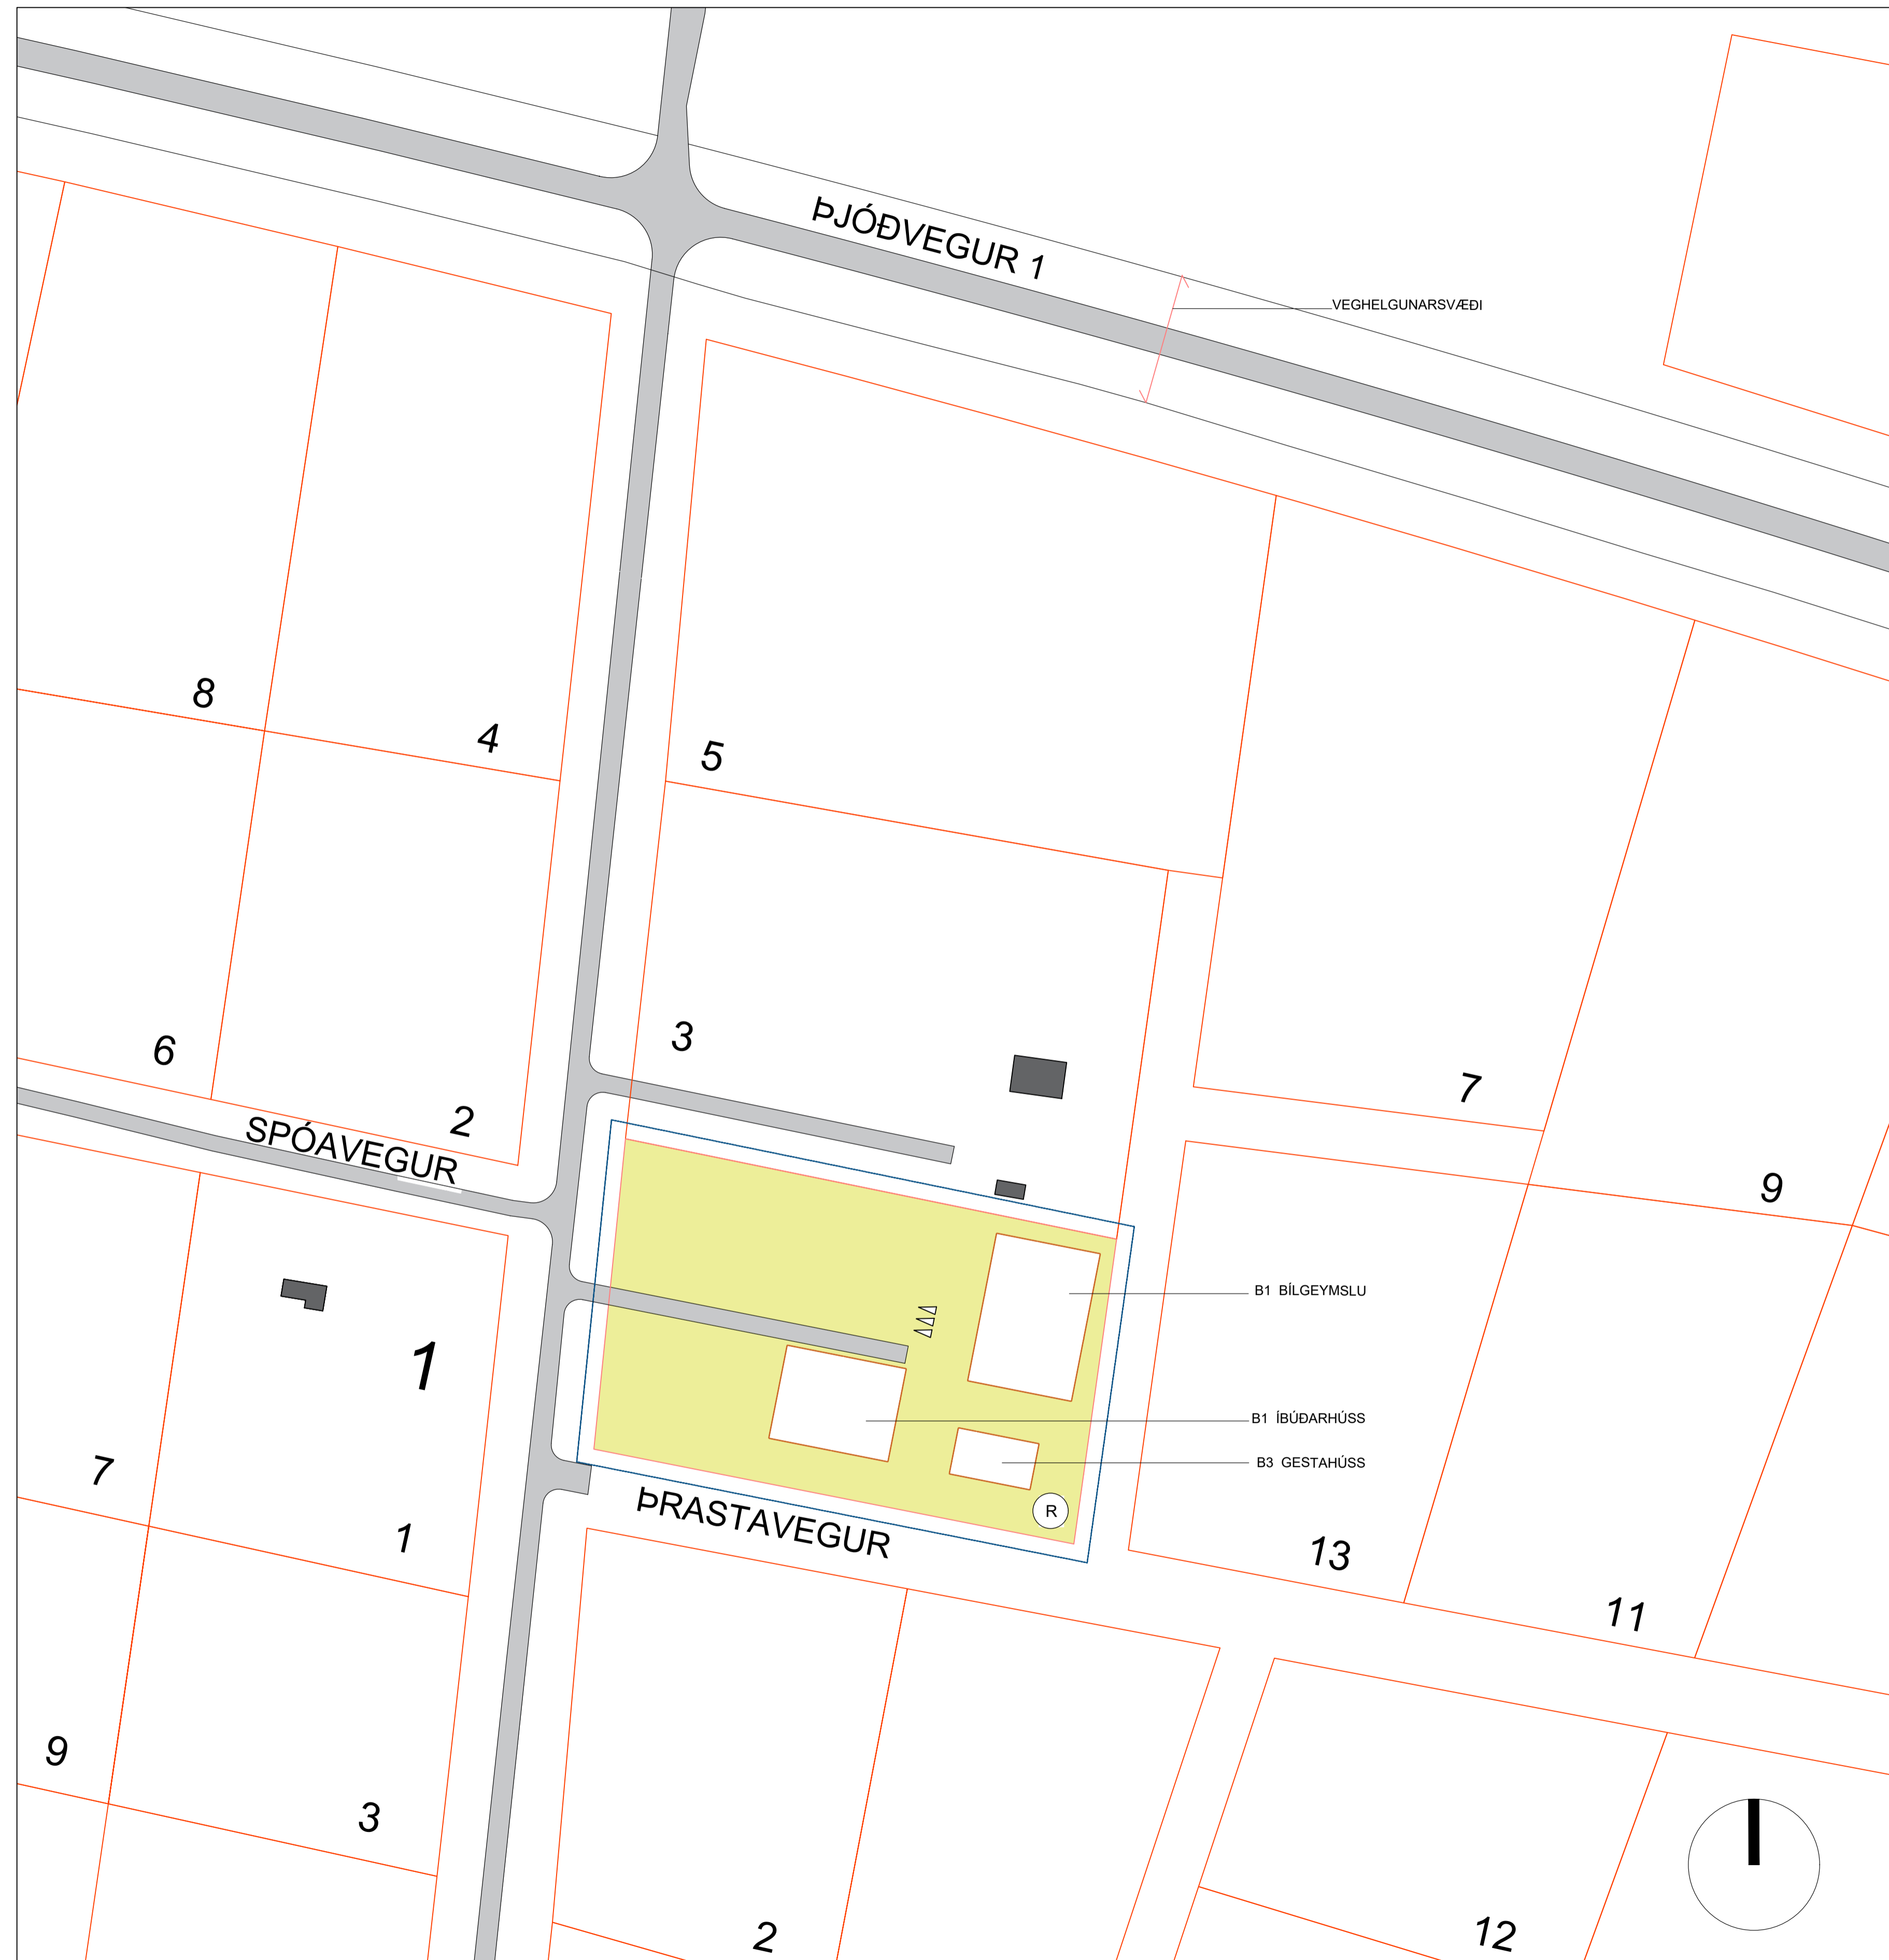 ÞJÓÐVEGUR 1
VEGHELGUNARSVÆÐI
8
4
5
3
6
2
7
SPÓAVEGUR
9
B1 BÍLGEYMSLU
1
B1 ÍBÚÐARHÚSS
7
B3 GESTAHÚSS
R
ÞRASTAVEGUR
1
13
11
9
3
2
12